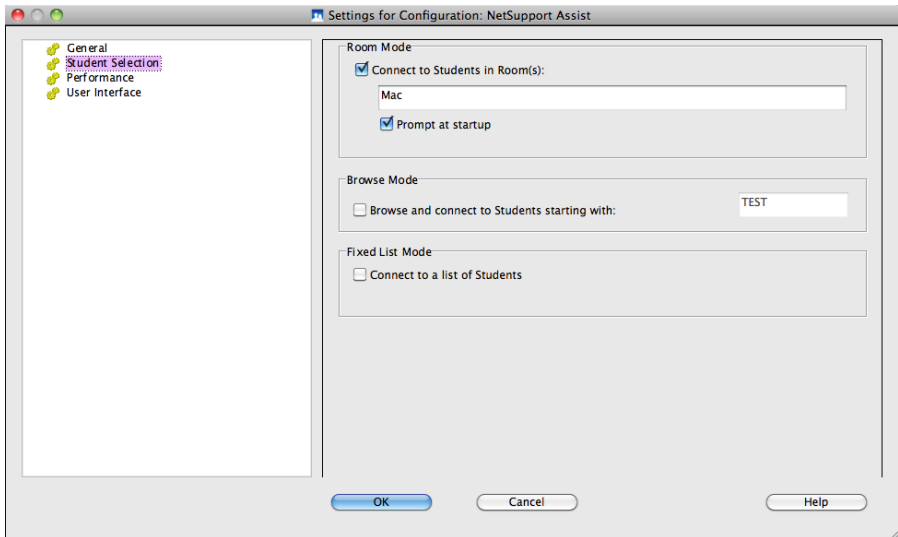 Settings for Configuration: NetSupport Assist
General
Student Selection
Performance
User Interface
Room Mode
Connect to Students in Room(s):
Mac
Prompt at startup
Browse Mode
Browse and connect to Students starting with:
TEST
Fixed List Mode
Connect to a list of Students
OK
Cancel
Help